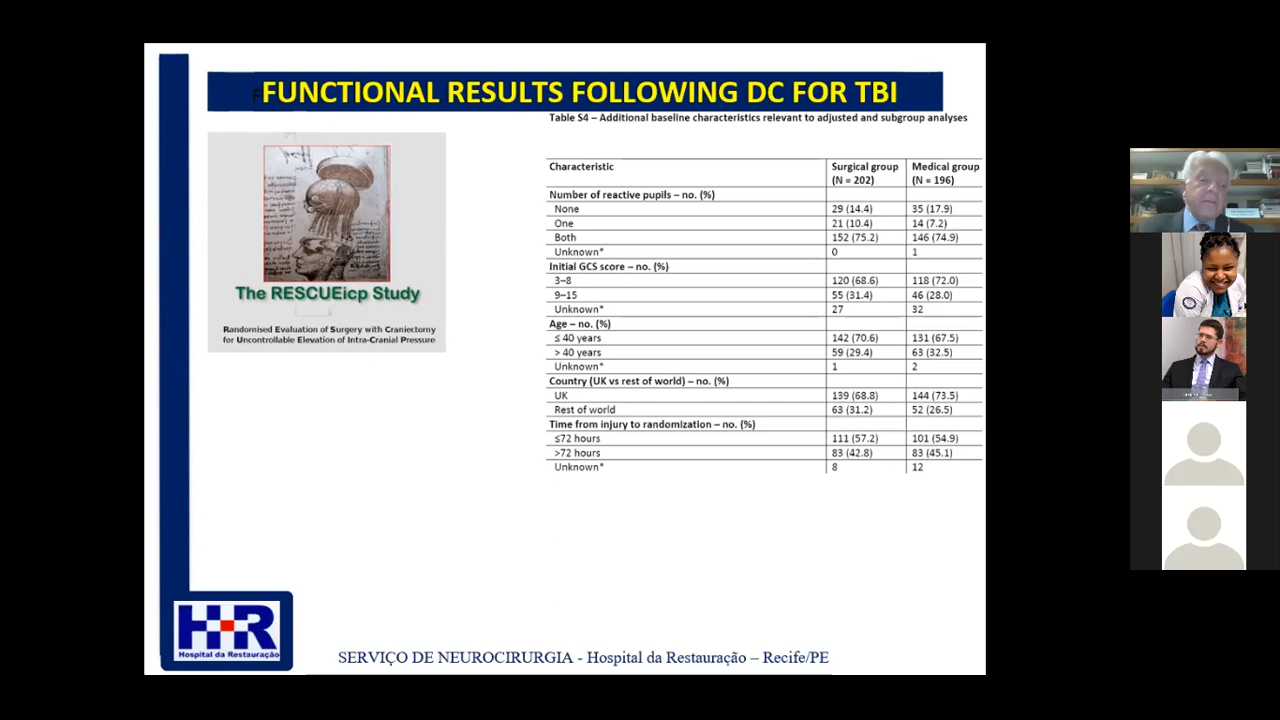 FUNCTIONAL RESULTS FOLLOWING DC FOR TBI
Table S4 – Additional baseline characteristics relevant to adjusted and subgroup analyses
The RESCUEicp Study
Randomised Evaluation of Surgery with Craniectomy
for Uncontrollable Elevation of Intra-Cranial Pressure
Characteristic Surgical group Medical group
(N = 202) (N = 196)
Number of reactive pupils – no. (%)
None 29 (14.4) 35 (17.9)
One 21 (10.4) 14 (7.2)
Both 152 (75.2) 146 (74.9)
Unknown* 0 1
Initial GCS score – no. (%)
3–8 120 (68.6) 118 (72.0)
9–15 55 (31.4) 46 (28.0)
Unknown* 27 32
Age – no. (%)
≤ 40 years 142 (70.6) 131 (67.5)
> 40 years 59 (29.4) 63 (32.5)
Unknown* 1 2
Country (UK vs rest of world) – no. (%)
UK 139 (68.8) 144 (73.5)
Rest of world 63 (31.2) 52 (26.5)
Time from injury to randomization – no. (%)
≤72 hours 111 (57.2) 101 (54.9)
>72 hours 83 (42.8) 83 (45.1)
Unknown* 8 12
HR
Hospital da Restauração
SERVIÇO DE NEUROCIRURGIA - Hospital da Restauração – Recife/PE